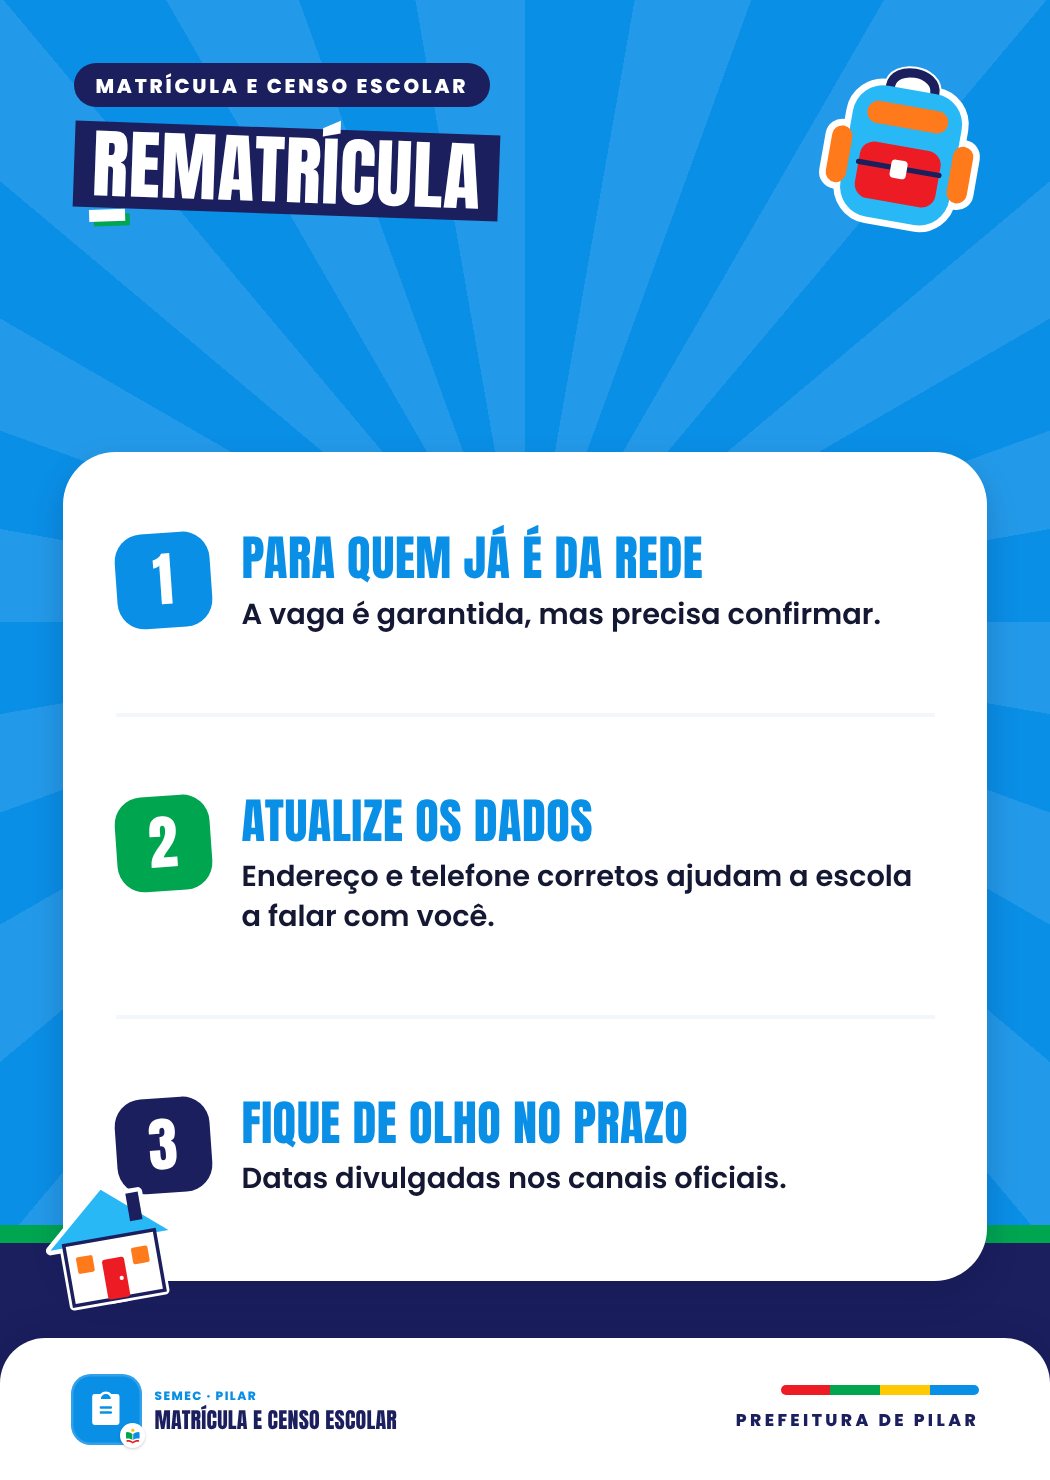 MATRÍCULA E CENSO ESCOLAR
REMATRÍCULA
1
PARA QUEM JÁ É DA REDE
A vaga é garantida, mas precisa confirmar.
2
ATUALIZE OS DADOS
Endereço e telefone corretos ajudam a escola
a falar com você.
3
FIQUE DE OLHO NO PRAZO
Datas divulgadas nos canais oficiais.
SEMEC · PILAR
MATRÍCULA E CENSO ESCOLAR
PREFEITURA DE PILAR